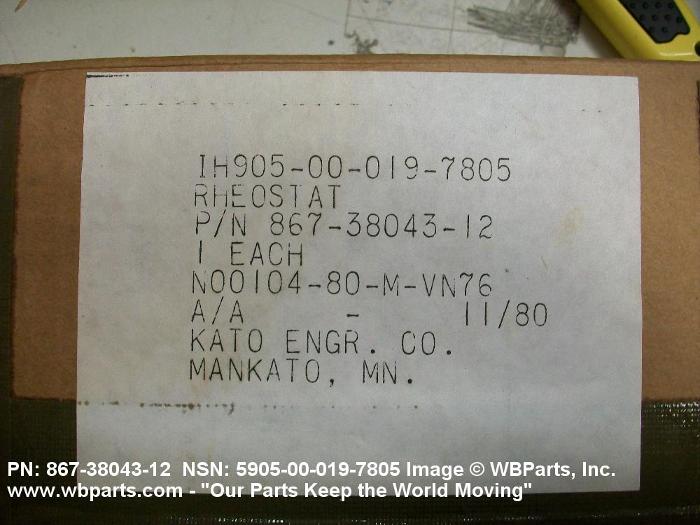 IH905-00-019-7805
RHEOSTAT
P/N 867-38043-12
1 EACH
N00104-80-M-VN76
A/A - 11/80
KATO ENGR. CO.
MANKATO, MN.
PN: 867-38043-12 NSN: 5905-00-019-7805 Image © WBParts, Inc.
www.wbparts.com - "Our Parts Keep the World Moving"